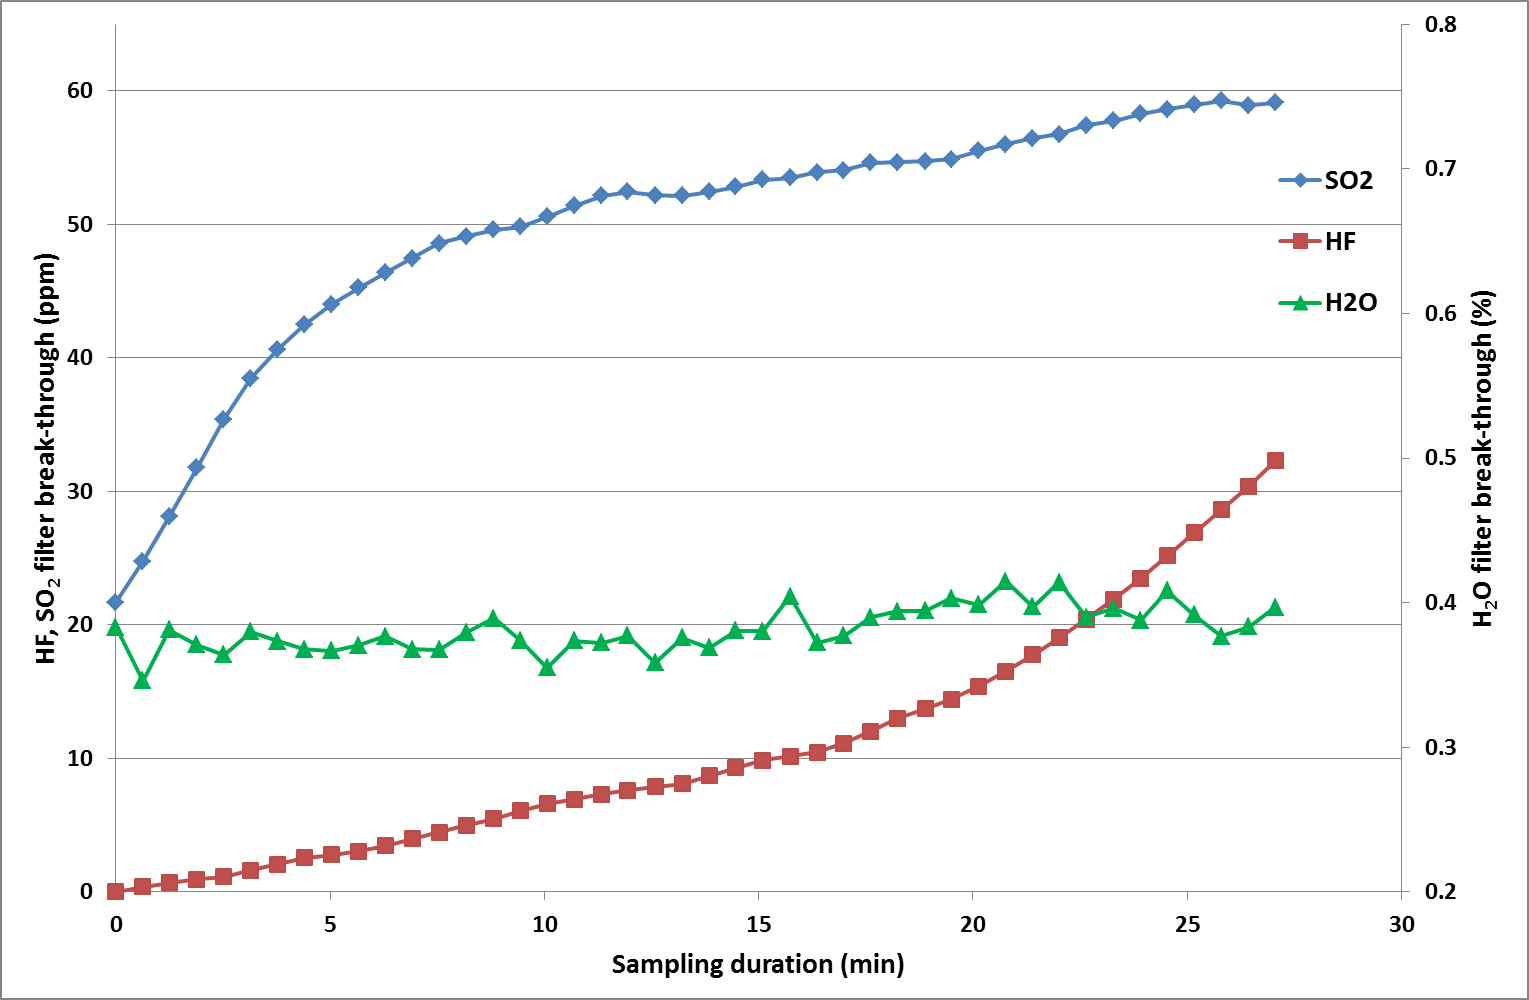 60
50
40
30
20
10
0
HF, SO2 filter break-through (ppm)
0.8
0.7
0.6
0.5
0.4
0.3
0.2
H2O filter break-through (%)
SO2
HF
H2O
0 5 10 15 20 25 30
Sampling duration (min)